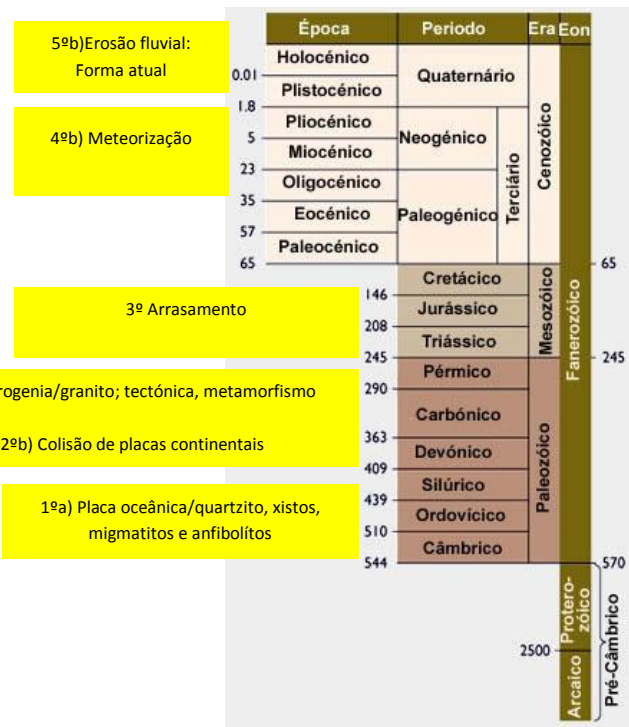 Época Periodo Era Eon
5ºb)Erosão fluvial:
Forma atual
Holocénico
0.01
Quaternário
Plistocénico
1.8
4ºb) Meteorização
Pliocénico
5
Neogénico
Miocénico
23
Terciário
Cenozóico
Oligocénico
35
Eocénico
Paleogénico
57
Paleocénico
65
65
Cretácico
146
3º Arrasamento
Jurássico
Mesozóico
208
Triássico
245
245
Fanerozóico
Pérmico
rogenia/granito; tectónica, metamorfismo
290
Carbónico
2ºb) Colisão de placas continentais
363
Devónico
409
Paleozóico
Silúrico
439
1ºa) Placa oceânica/quartzito, xistos,
migmatitos e anfibolítos
Ordovícico
510
Câmbrico
544
570
Protero-
zóico
2500
Arcaico
Pré-Câmbrico